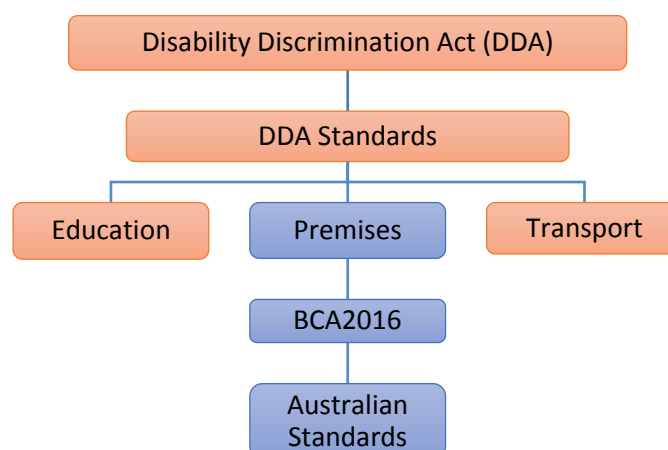 Disability Discrimination Act (DDA)
DDA Standards
Education
Premises
Transport
BCA2016
Australian
Standards